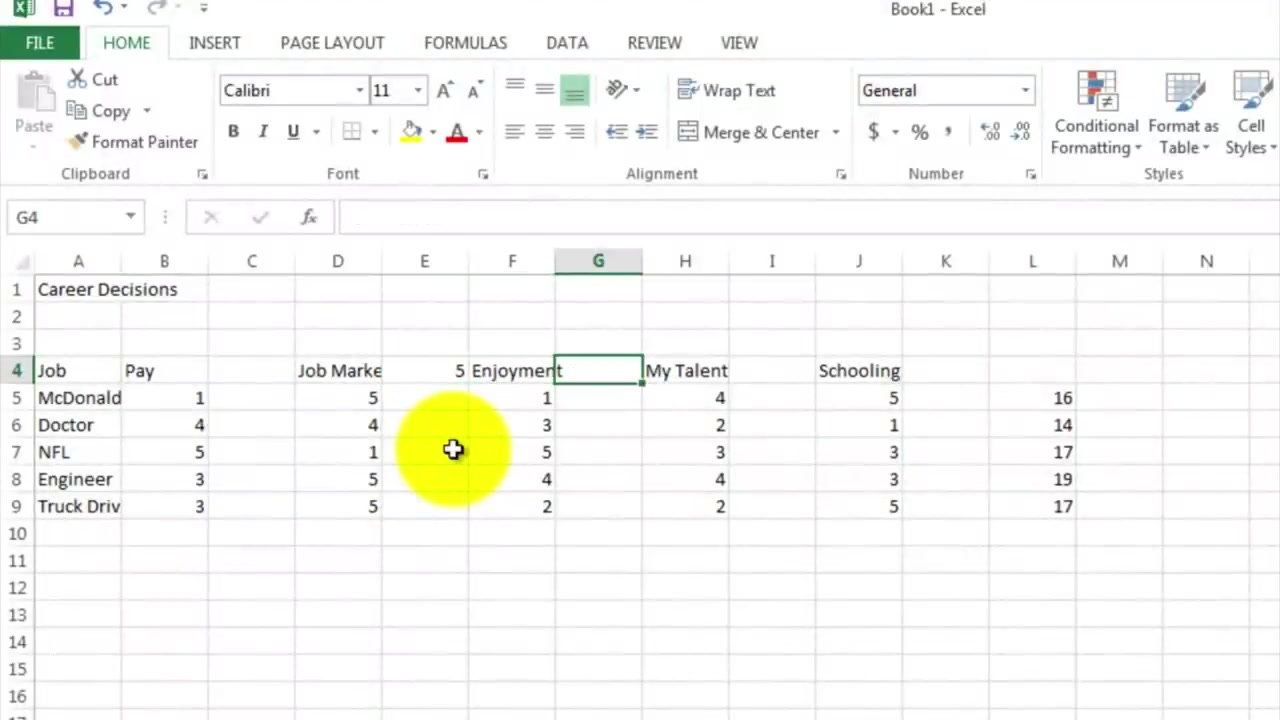 Book1 - Excel
FILE HOME INSERT PAGE LAYOUT FORMULAS DATA REVIEW VIEW
Cut
Copy
Format Painter
Paste
Clipboard
Calibri 11
B I U A
Font
Wrap Text
Merge & Center
Alignment
General
$ % ,
Number
Conditional Formatting
Format as Table
Cell Styles
Styles
G4 fx
A B C D E F G H I J K L M N
1 Career Decisions
2
3
4 Job Pay Job Marke 5 Enjoyment My Talent Schooling
5 McDonald 1 5 1 4 5 16
6 Doctor 4 4 3 2 1 14
7 NFL 5 1 5 3 3 17
8 Engineer 3 5 4 4 3 19
9 Truck Driv 3 5 2 2 5 17
10
11
12
13
14
15
16